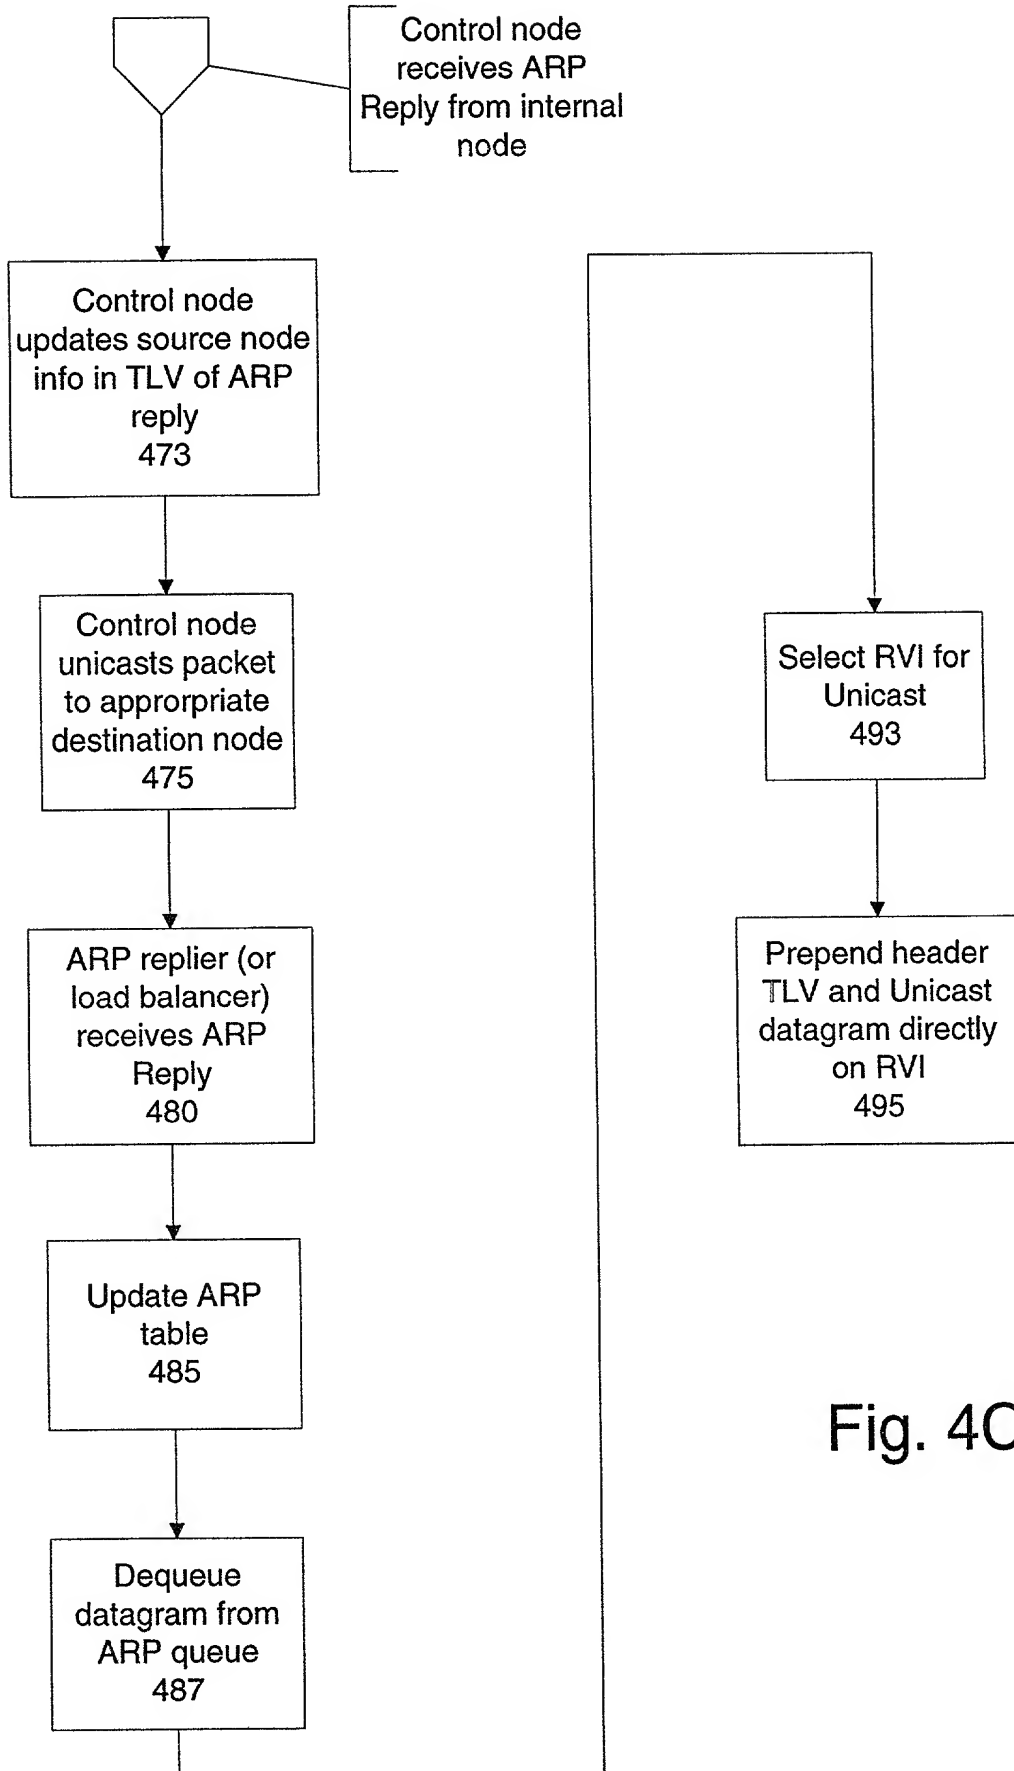 Control node
receives ARP
Reply from internal
node
Control node
updates source node
info in TLV of ARP
reply
473
Control node
unicasts packet
to approrpriate
destination node
475
ARP replier (or
load balancer)
receives ARP
Reply
480
Update ARP
table
485
Dequeue
datagram from
ARP queue
487
Select RVI for
Unicast
493
Prepend header
TLV and Unicast
datagram directly
on RVI
495
Fig. 4C